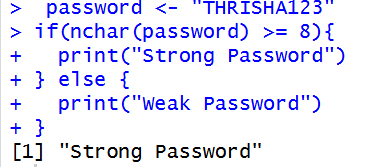 >  password <- "THRISHA123"
> if(nchar(password) >= 8){
+   print("Strong Password")
+ } else {
+   print("Weak Password")
+ }
[1] "Strong Password"